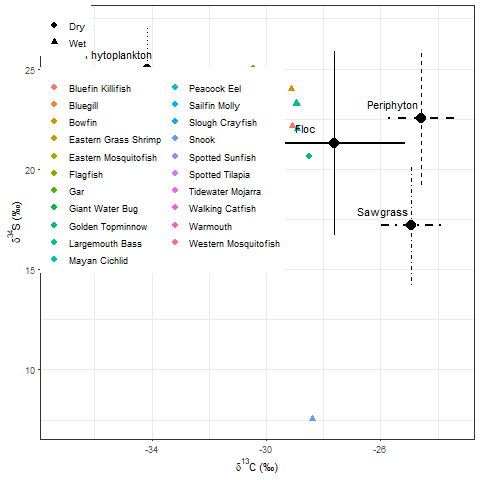 Dry
Wet
hytoplankton
Bluefin Killifish
Bluegill
Bowfin
Eastern Grass Shrimp
Eastern Mosquitofish
Flagfish
Gar
Giant Water Bug
Golden Topminnow
Largemouth Bass
Mayan Cichlid
Peacock Eel
Sailfin Molly
Slough Crayfish
Snook
Spotted Sunfish
Spotted Tilapia
Tidewater Mojarra
Walking Catfish
Warmouth
Western Mosquitofish
Periphyton
Floc
Sawgrass
25
20
15
10
δ³⁴S (‰)
-34
-30
-26
δ¹³C (‰)